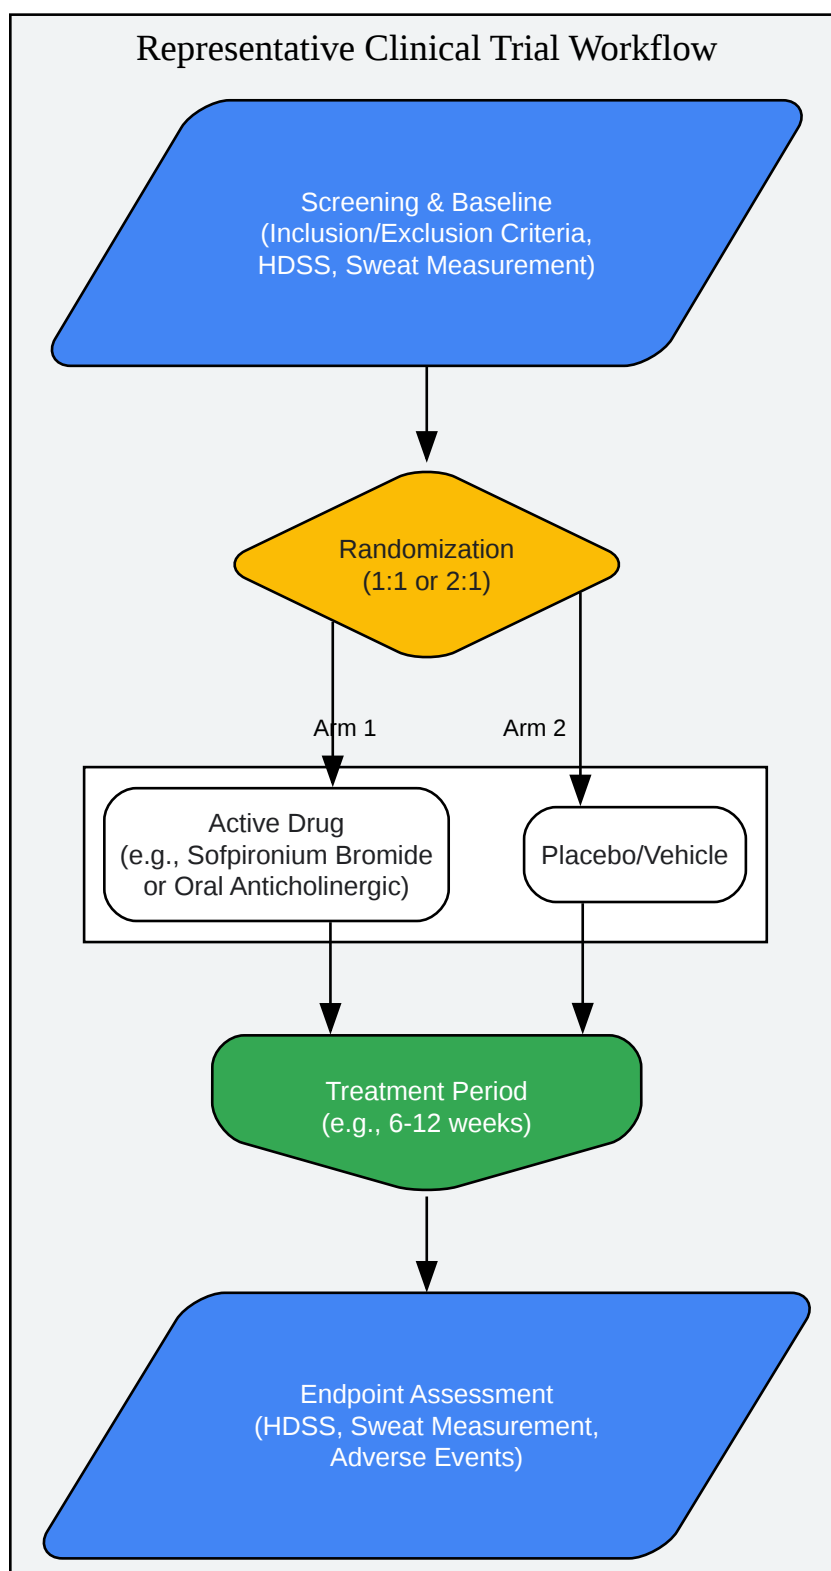 Representative Clinical Trial Workflow
Screening & Baseline
(Inclusion/Exclusion Criteria,
HDSS, Sweat Measurement)
Randomization
(1:1 or 2:1)
Arm 1
Arm 2
Active Drug
(e.g., Sofpironium Bromide
or Oral Anticholinergic)
Placebo/Vehicle
Treatment Period
(e.g., 6-12 weeks)
Endpoint Assessment
(HDSS, Sweat Measurement,
Adverse Events)